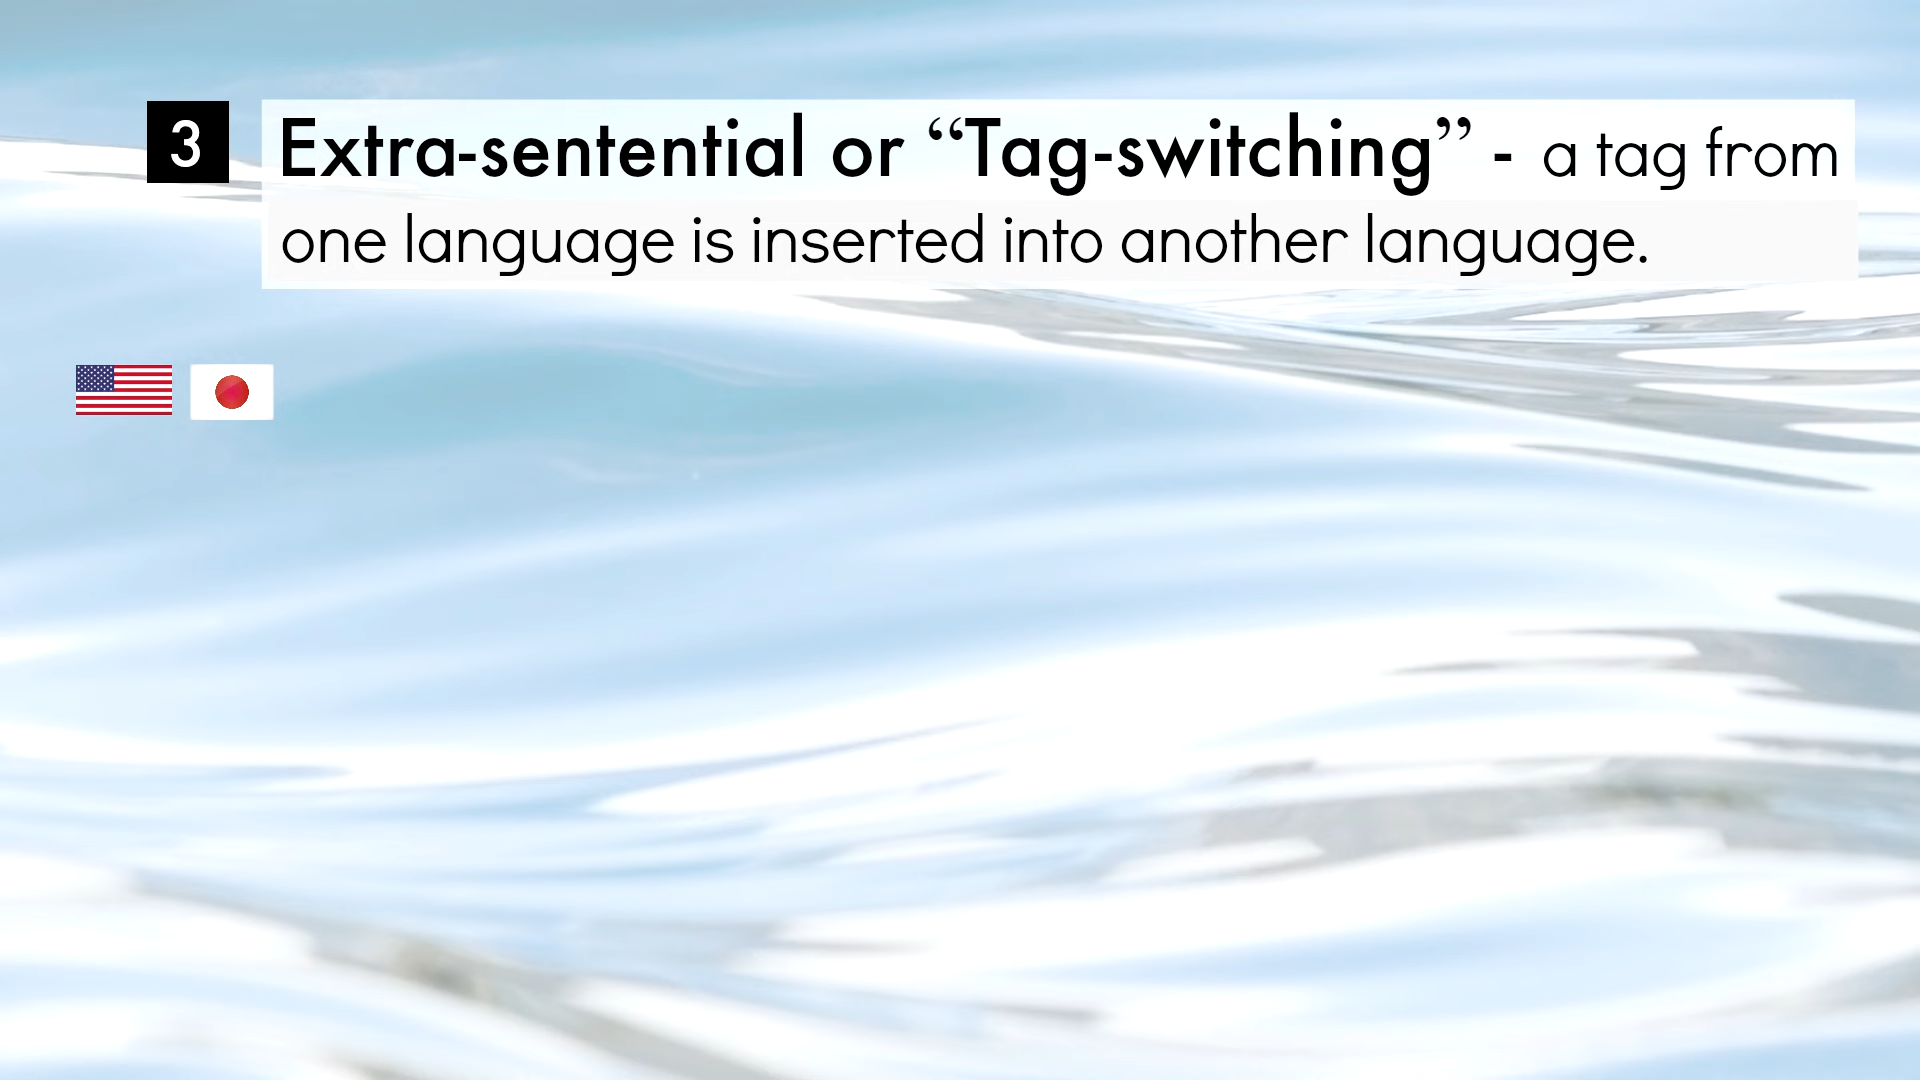 3 Extra-sentential or “Tag-switching” - a tag from
one language is inserted into another language.